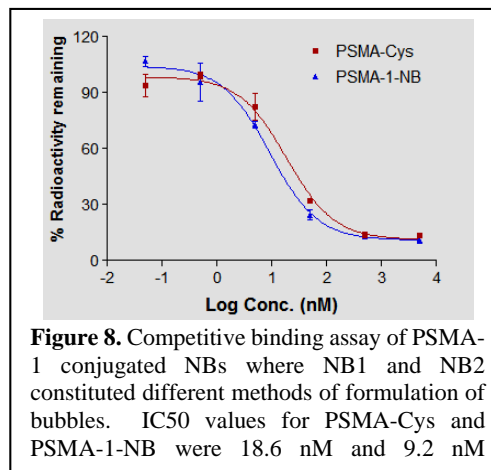 120
90
60
30
0
% Radioactivity remaining
PSMA-Cys
PSMA-1-NB
-2 -1 0 1 2 3 4
Log Conc. (nM)
Figure 8. Competitive binding assay of PSMA-
1 conjugated NBs where NB1 and NB2
constituted different methods of formulation of
bubbles. IC50 values for PSMA-Cys and
PSMA-1-NB were 18.6 nM and 9.2 nM